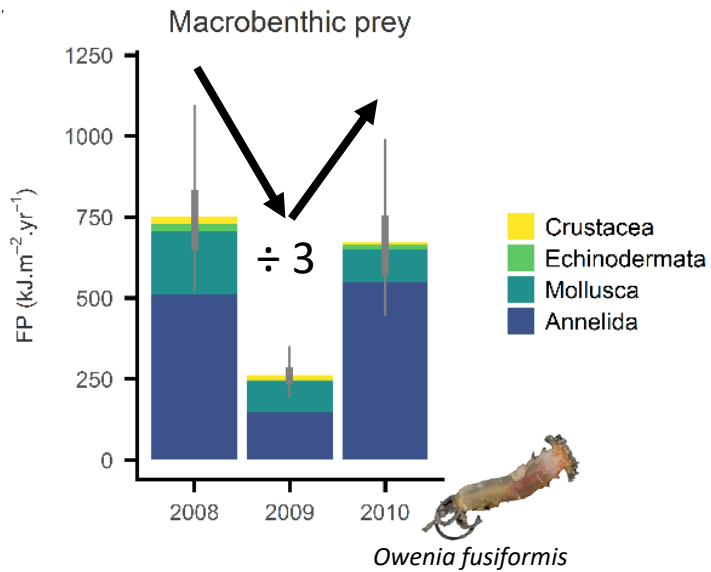 Macrobenthic prey
FP (kJ.m⁻².yr⁻¹)
1250
1000
750
500
250
0
÷ 3
2008 2009 2010
Crustacea
Echinodermata
Mollusca
Annelida
Owenia fusiformis